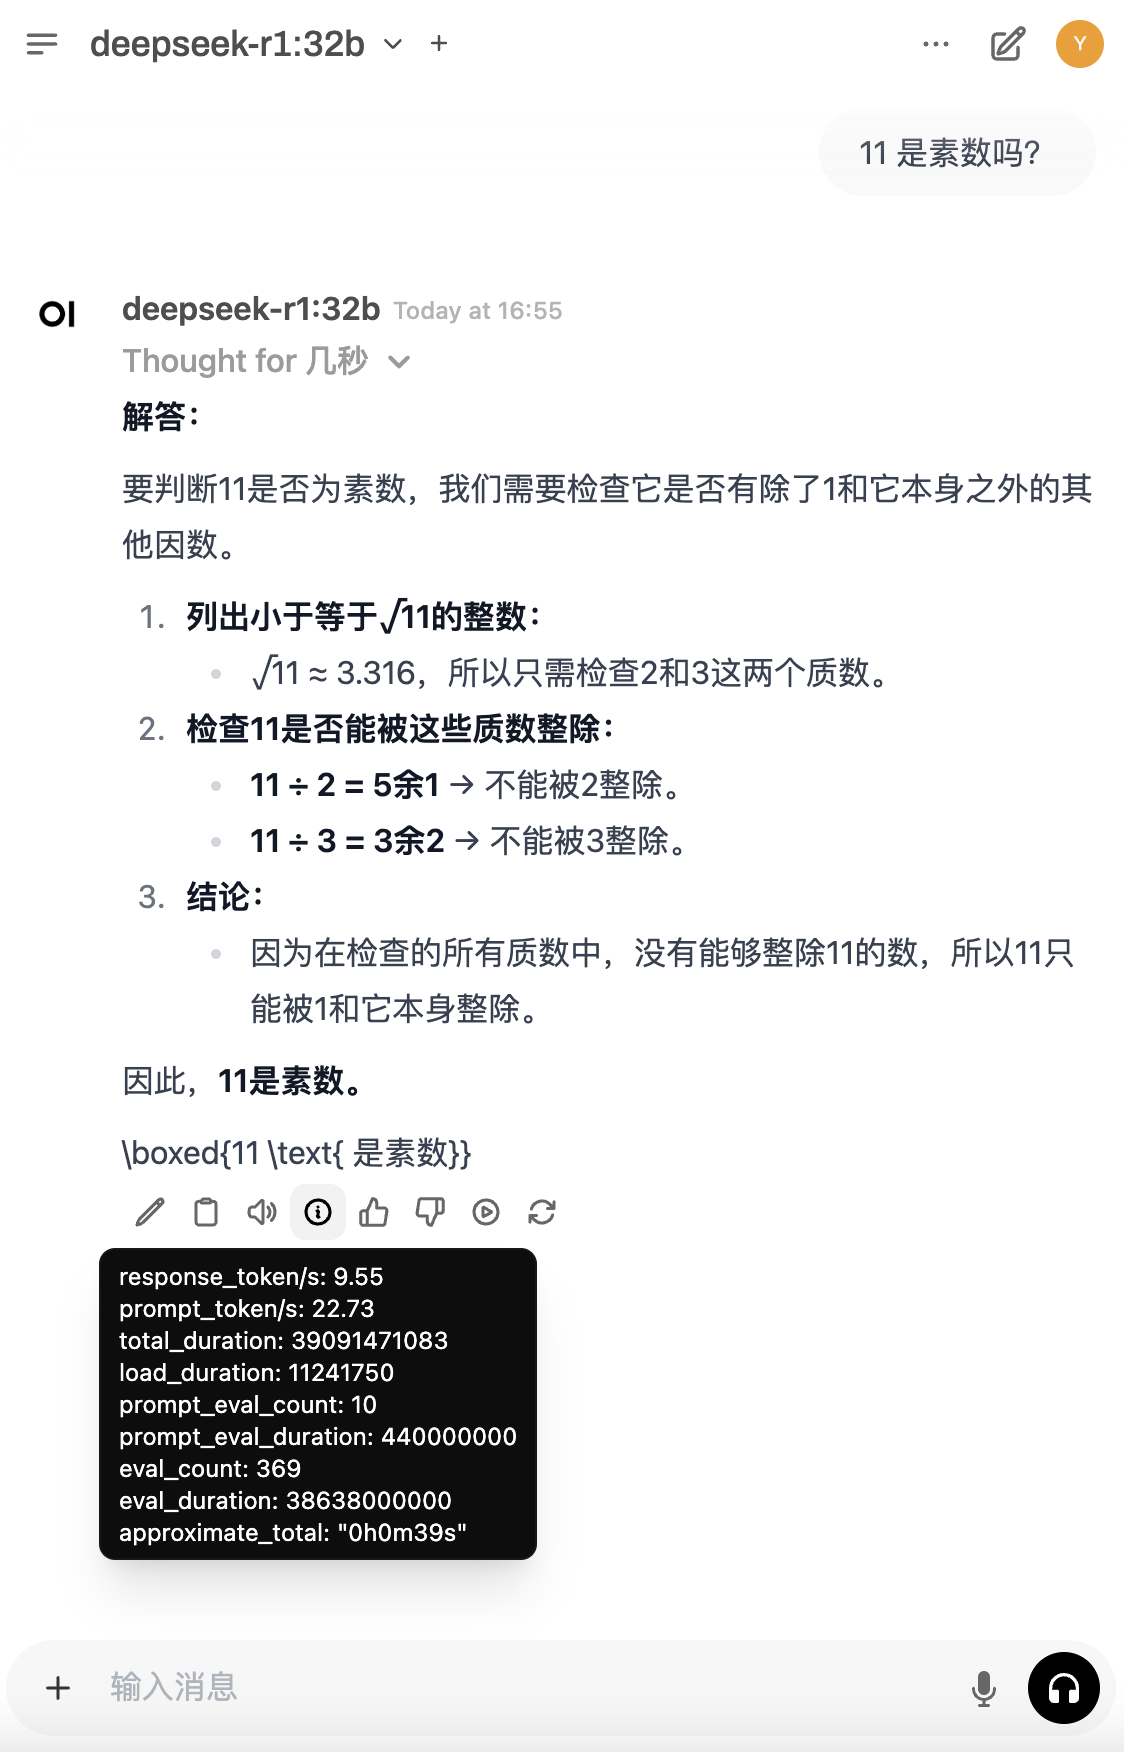 deepseek-r1:32b
Y
11 是素数吗?
OI deepseek-r1:32b Today at 16:55
Thought for 几秒
解答：
要判断11是否为素数，我们需要检查它是否有除了1和它本身之外的其
他因数。
1. 列出小于等于√11的整数：
• √11 ≈ 3.316，所以只需检查2和3这两个质数。
2. 检查11是否能被这些质数整除：
• 11 ÷ 2 = 5余1 → 不能被2整除。
• 11 ÷ 3 = 3余2 → 不能被3整除。
3. 结论：
• 因为在检查的所有质数中，没有能够整除11的数，所以11只
能被1和它本身整除。
因此，11是素数。
\boxed{11 \text{ 是素数}}
response_token/s: 9.55
prompt_token/s: 22.73
total_duration: 39091471083
load_duration: 11241750
prompt_eval_count: 10
prompt_eval_duration: 440000000
eval_count: 369
eval_duration: 38638000000
approximate_total: "0h0m39s"
输入消息